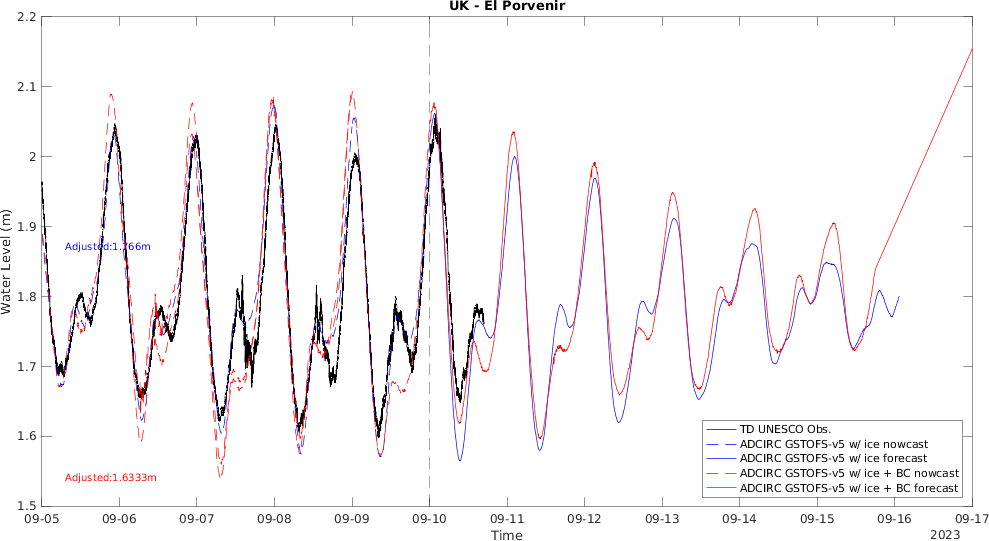 UK - El Porvenir
2.2
2.1
2
1.9
1.8
1.7
1.6
1.5
Water Level (m)
Adjusted:1.766m
Adjusted:1.6333m
TD UNESCO Obs.
ADCIRC GSTOFS-v5 w/ ice nowcast
ADCIRC GSTOFS-v5 w/ ice forecast
ADCIRC GSTOFS-v5 w/ ice + BC nowcast
ADCIRC GSTOFS-v5 w/ ice + BC forecast
09-05 09-06 09-07 09-08 09-09 09-10 09-11 09-12 09-13 09-14 09-15 09-16 09-17
Time
2023